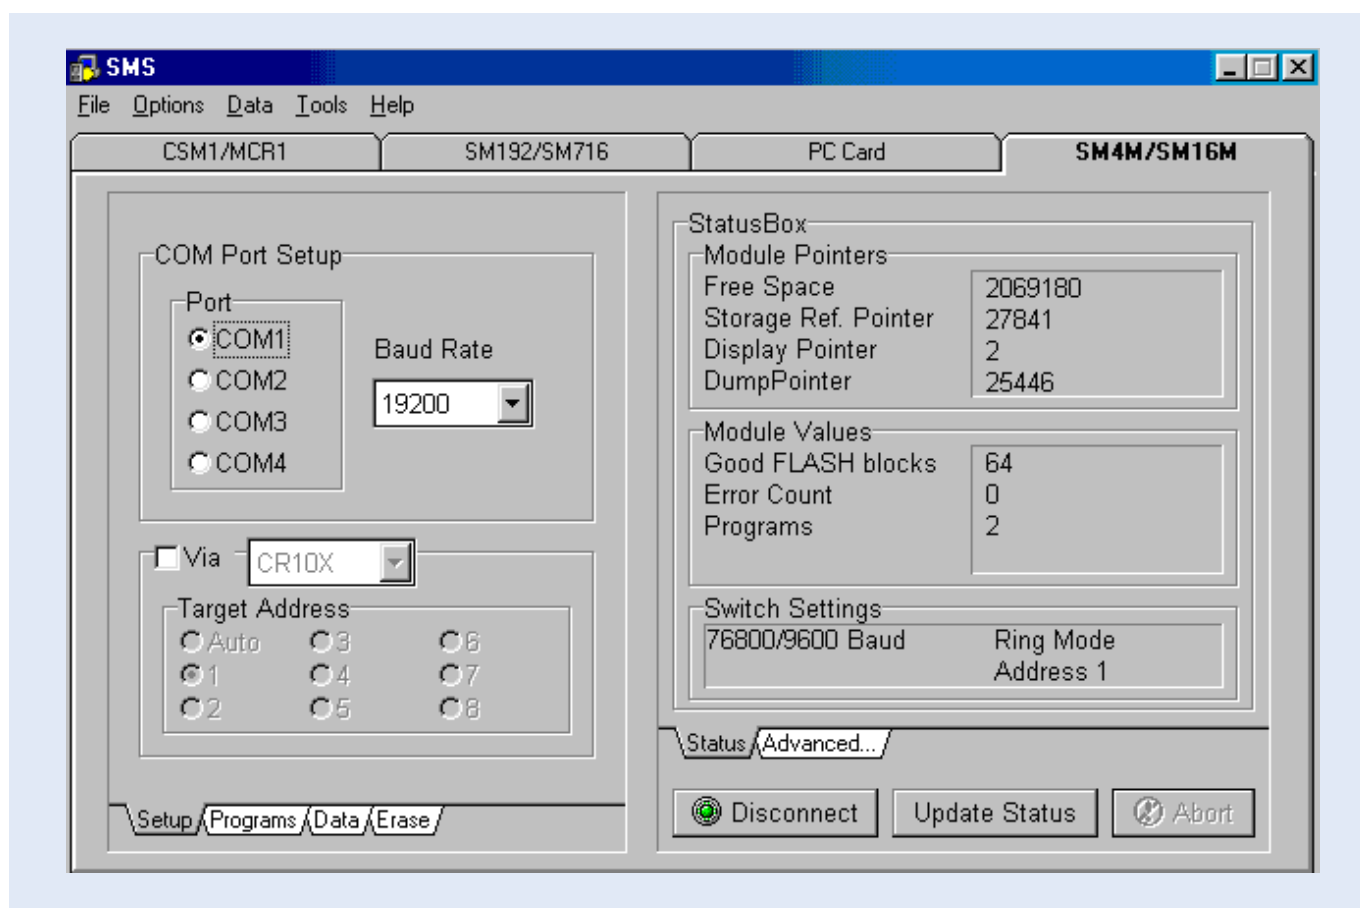 SMS
File Options Data Tools Help
CSM1/MCR1 SM192/SM716 PC Card SM4M/SM16M
COM Port Setup
Port
COM1
COM2
COM3
COM4
Baud Rate
19200
Via CR10X
Target Address
Auto 3 6
1 4 7
2 5 8
Setup Programs Data Erase
StatusBox
Module Pointers
Free Space 2069180
Storage Ref. Pointer 27841
Display Pointer 2
DumpPointer 25446
Module Values
Good FLASH blocks 64
Error Count 0
Programs 2
Switch Settings
76800/9600 Baud Ring Mode
Address 1
Status Advanced...
Disconnect Update Status Abort